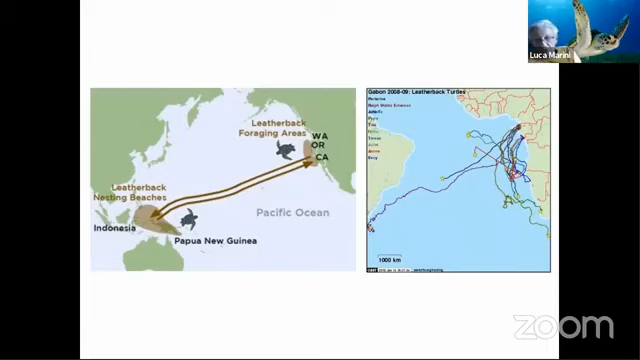 Luca Marini
Leatherback
Foraging Areas
WA
OR
CA
Leatherback
Nesting Beaches
Indonesia
Pacific Ocean
Papua New Guinea
Gabon 2008-09: Leatherback Turtles
1000 km
zoom